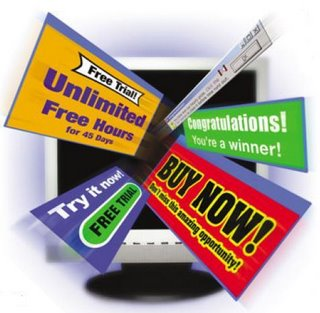 Free Trial!
Unlimited
Free Hours
for 45 Days
OK
Congratulations!
You're a winner!
Try it now!
FREE TRIAL
BUY NOW!
Don't miss this amazing opportunity!